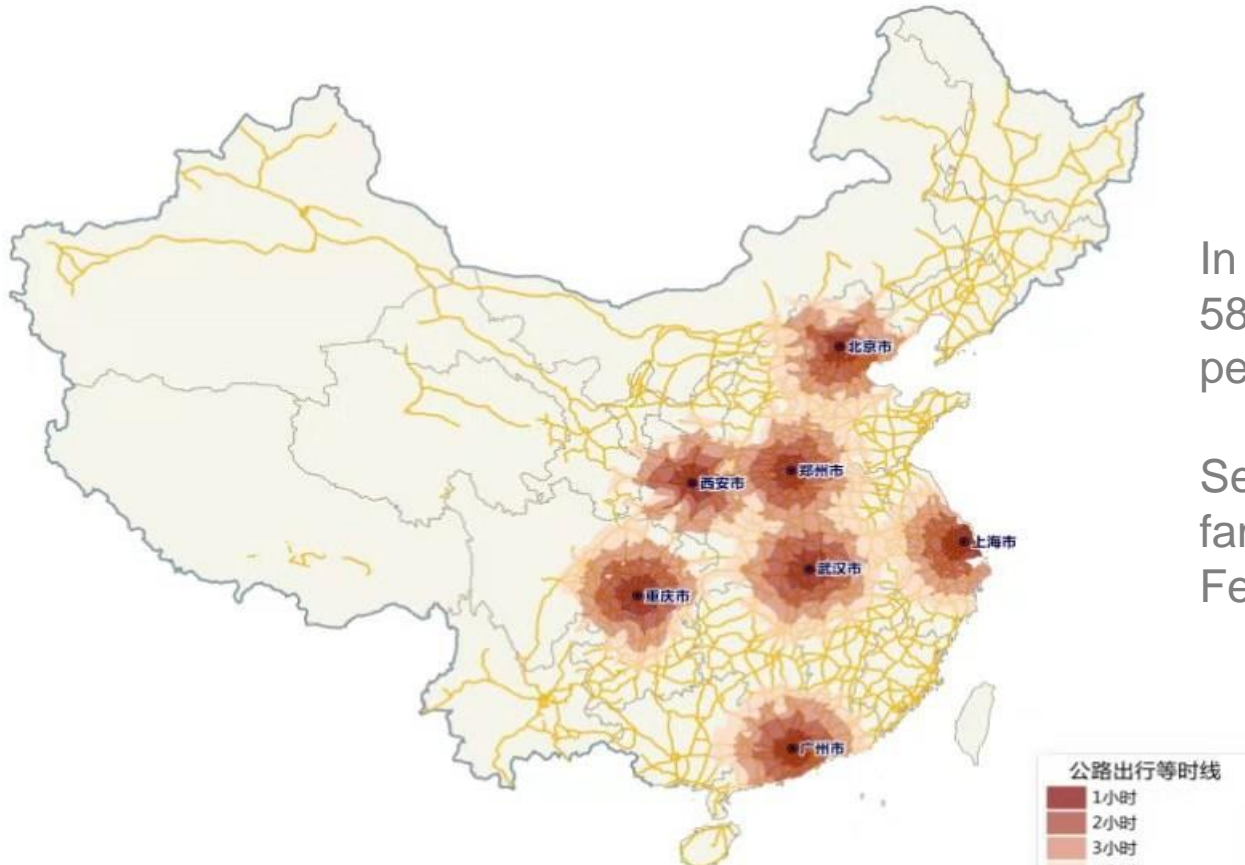 北京市
郑州市
西安市
上海市
武汉市
重庆市
广州市
公路出行等时线
1小时
2小时
3小时
In
58
pe
Se
far
Fe